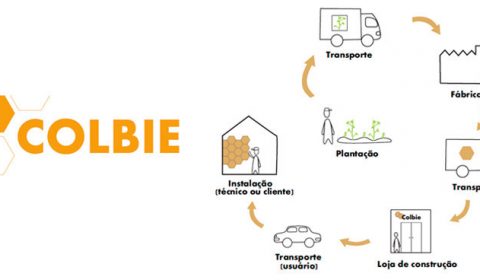 COLBIE
Transporte
Fábrica
Plantação
Instalação
(técnico ou cliente)
Transp
Colbie
Transporte
(usuário)
Loja de construção